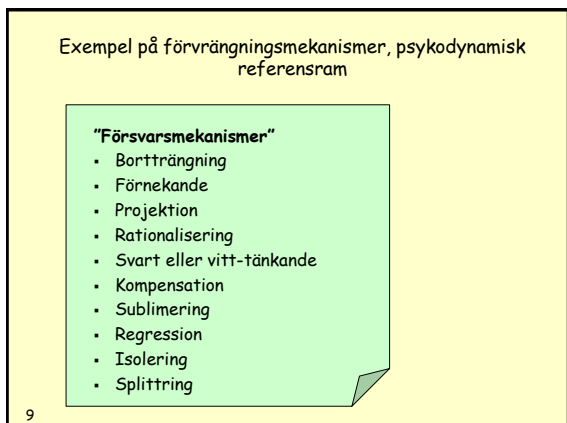 Exempel på förvrängningsmekanismer, psykodynamisk
referensram
"Försvarsmekanismer"
▪ Bortträngning
▪ Förnekande
▪ Projektion
▪ Rationalisering
▪ Svart eller vitt-tänkande
▪ Kompensation
▪ Sublimering
▪ Regression
▪ Isolering
▪ Splittring
9